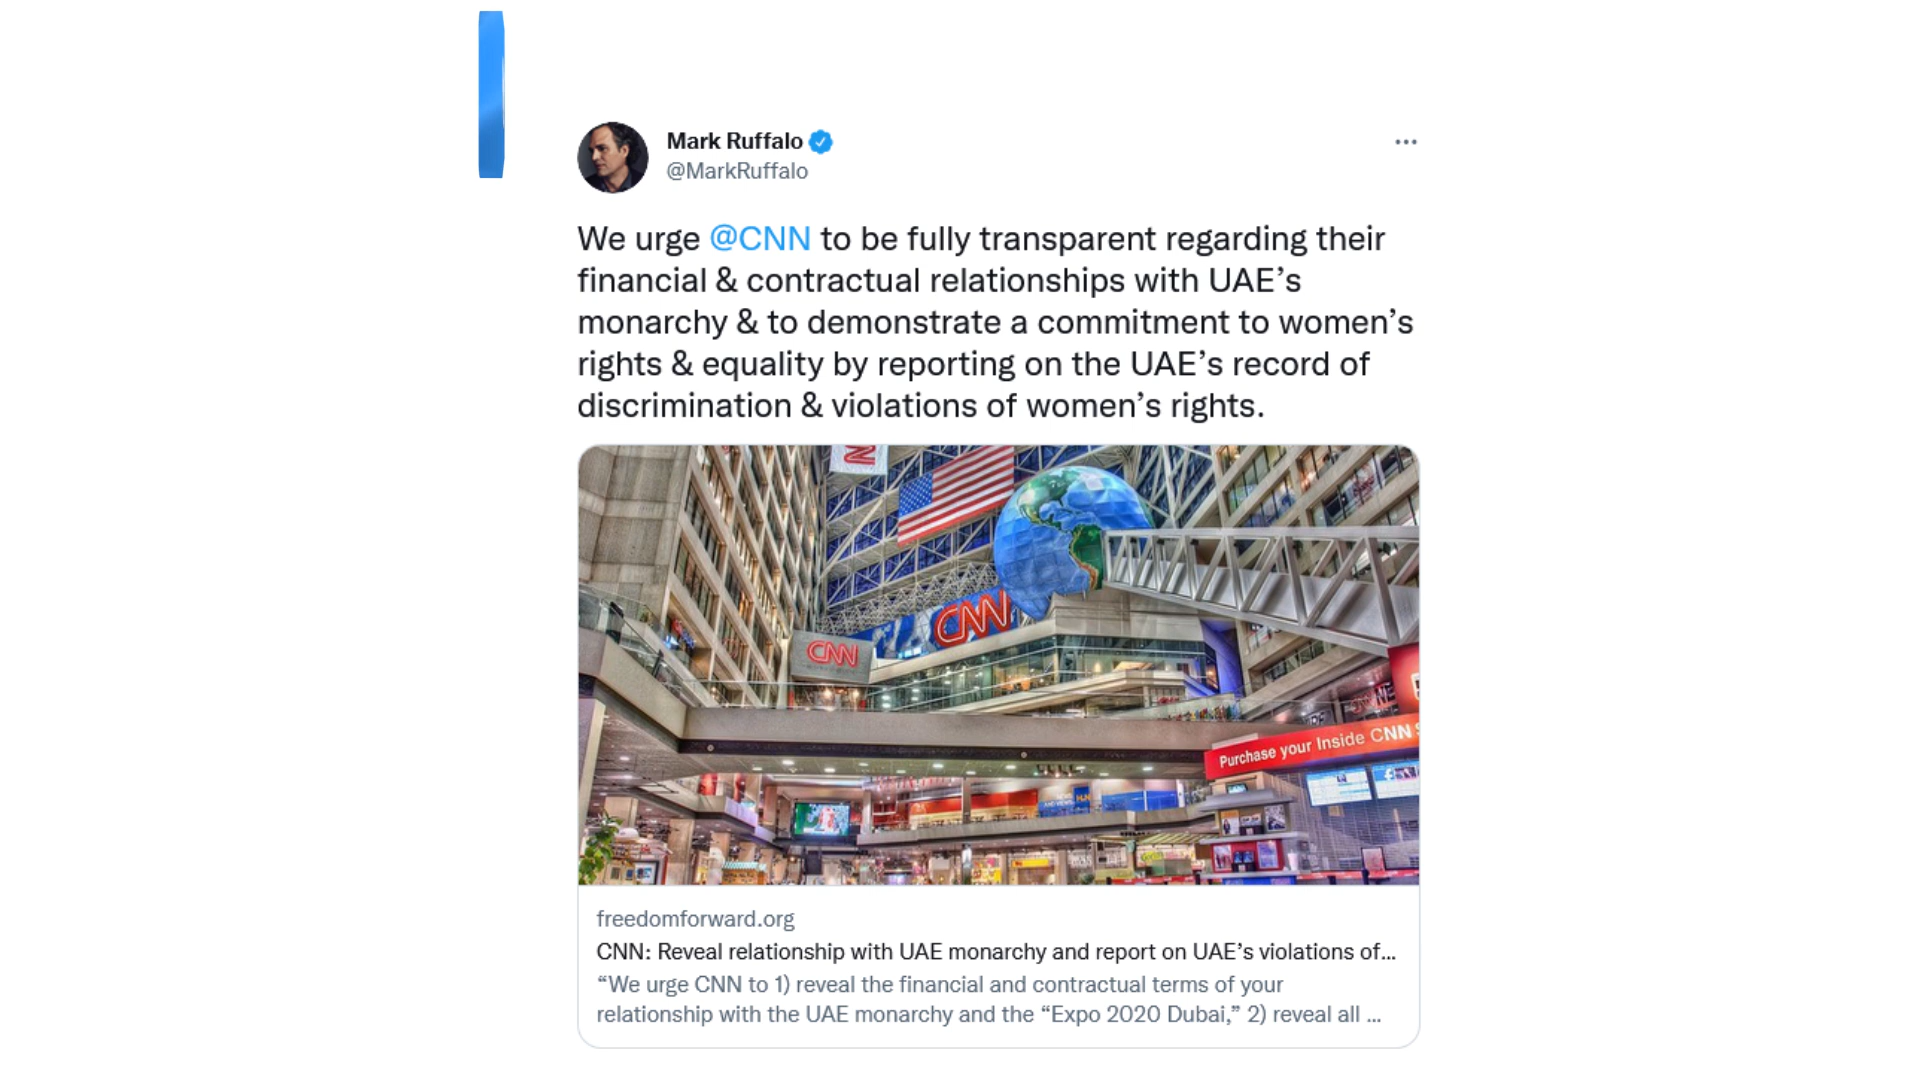 Mark Ruffalo
@MarkRuffalo
We urge @CNN to be fully transparent regarding their
financial & contractual relationships with UAE’s
monarchy & to demonstrate a commitment to women’s
rights & equality by reporting on the UAE’s record of
discrimination & violations of women’s rights.
N
CNN
CNN
Purchase your Inside CNN
freedomforward.org
CNN: Reveal relationship with UAE monarchy and report on UAE’s violations of...
“We urge CNN to 1) reveal the financial and contractual terms of your
relationship with the UAE monarchy and the “Expo 2020 Dubai,” 2) reveal all ...